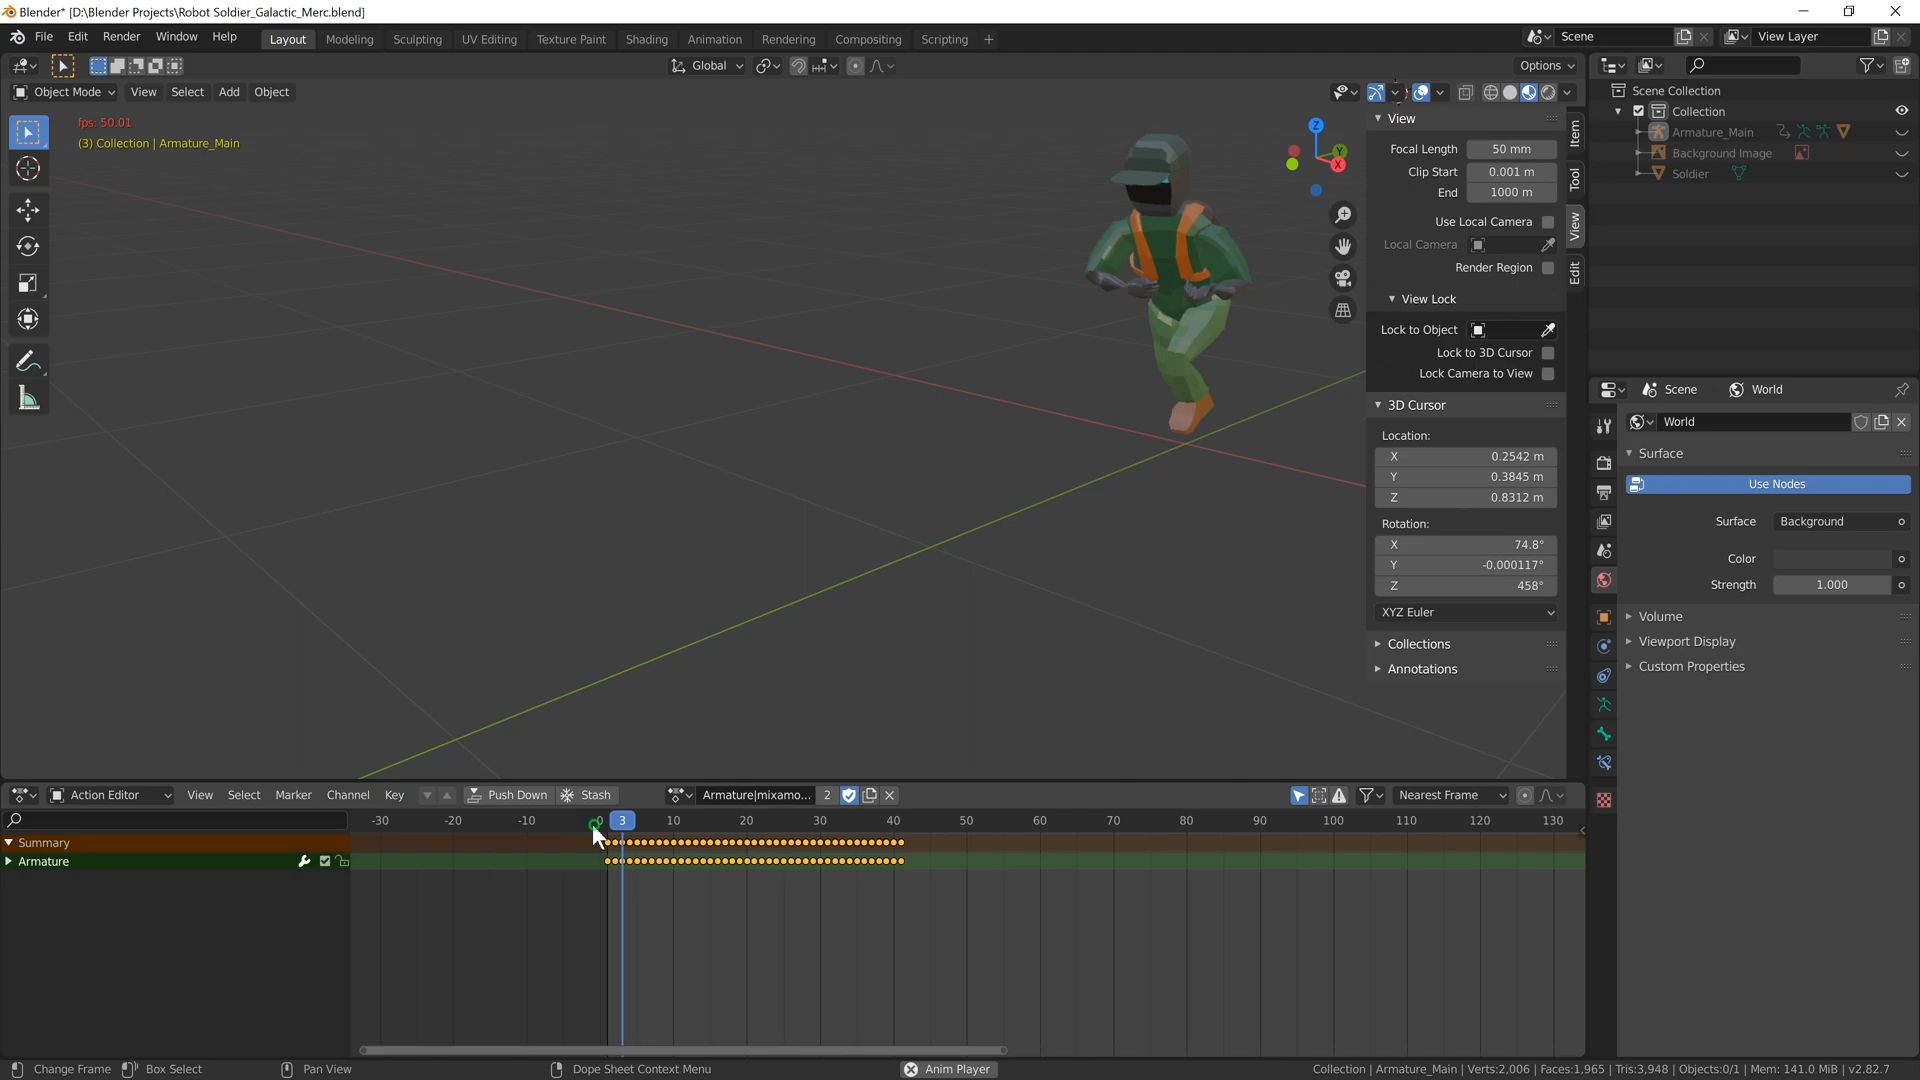 Blender* [D:\Blender Projects\Robot Soldier_Galactic_Merc.blend]
File Edit Render Window Help Layout Modeling Sculpting UV Editing Texture Paint Shading Animation Rendering Compositing Scripting + Scene View Layer
Global Options
Object Mode View Select Add Object
fps: 50.01
(3) Collection | Armature_Main
Z
Y
X
View
Focal Length 50 mm
Clip Start 0.001 m
End 1000 m
Use Local Camera
Local Camera
Render Region
View Lock
Lock to Object
Lock to 3D Cursor
Lock Camera to View
3D Cursor
Location:
X 0.2542 m
Y 0.3845 m
Z 0.8312 m
Rotation:
X 74.8°
Y -0.000117°
Z 458°
XYZ Euler
Collections
Annotations
Item
Tool
View
Edit
Scene Collection
Collection
Armature_Main
Background Image
Soldier
Scene World
World
Surface
Use Nodes
Surface Background
Color
Strength 1.000
Volume
Viewport Display
Custom Properties
Action Editor View Select Marker Channel Key Push Down Stash Armature|mixamo... 2 Nearest Frame
-30 -20 -10 0 3 10 20 30 40 50 60 70 80 90 100 110 120 130
Summary
Armature
Change Frame Box Select Pan View Dope Sheet Context Menu Anim Player Collection | Armature_Main | Verts:2,006 | Faces:1,965 | Tris:3,948 | Objects:0/1 | Mem: 141.0 MiB | v2.82.7